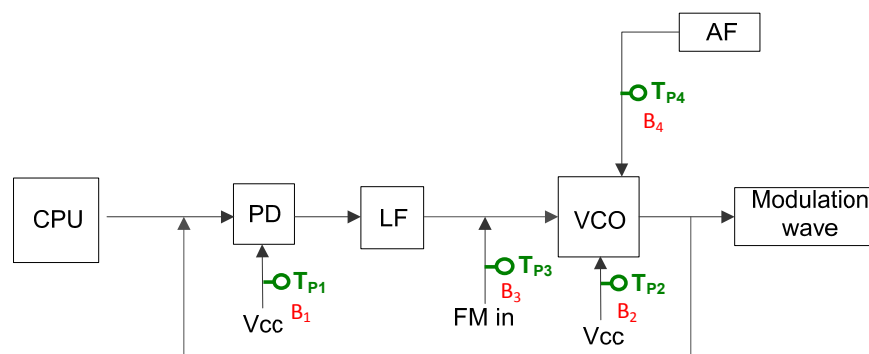 AF
TP4
B4
CPU
PD
LF
VCO
Modulation
wave
TP1
Vcc
B1
TP3
B3
FM in
TP2
B2
Vcc